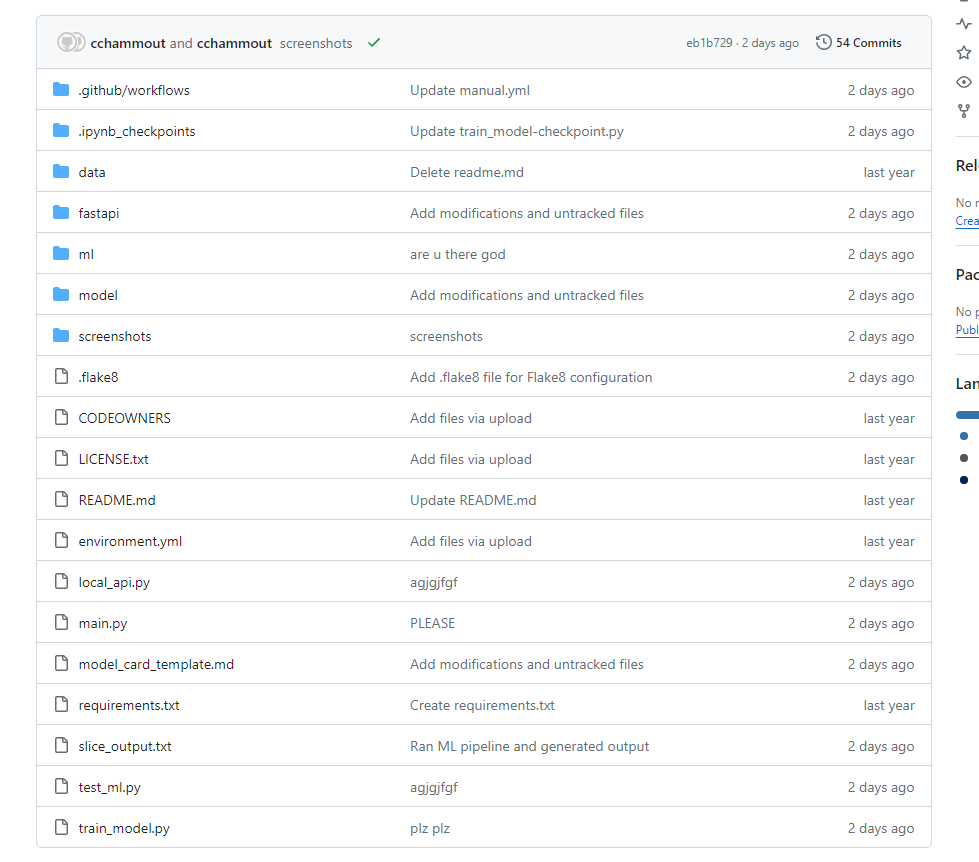 cchammout and cchammout screenshots eb1b729 · 2 days ago 54 Commits
.github/workflows Update manual.yml 2 days ago
.ipynb_checkpoints Update train_model-checkpoint.py 2 days ago
data Delete readme.md last year
fastapi Add modifications and untracked files 2 days ago
ml are u there god 2 days ago
model Add modifications and untracked files 2 days ago
screenshots screenshots 2 days ago
.flake8 Add .flake8 file for Flake8 configuration 2 days ago
CODEOWNERS Add files via upload last year
LICENSE.txt Add files via upload last year
README.md Update README.md last year
environment.yml Add files via upload last year
local_api.py agjgjfgf 2 days ago
main.py PLEASE 2 days ago
model_card_template.md Add modifications and untracked files 2 days ago
requirements.txt Create requirements.txt last year
slice_output.txt Ran ML pipeline and generated output 2 days ago
test_ml.py agjgjfgf 2 days ago
train_model.py plz plz 2 days ago
Rel
No r
Crea
Pac
No p
Publ
Lan